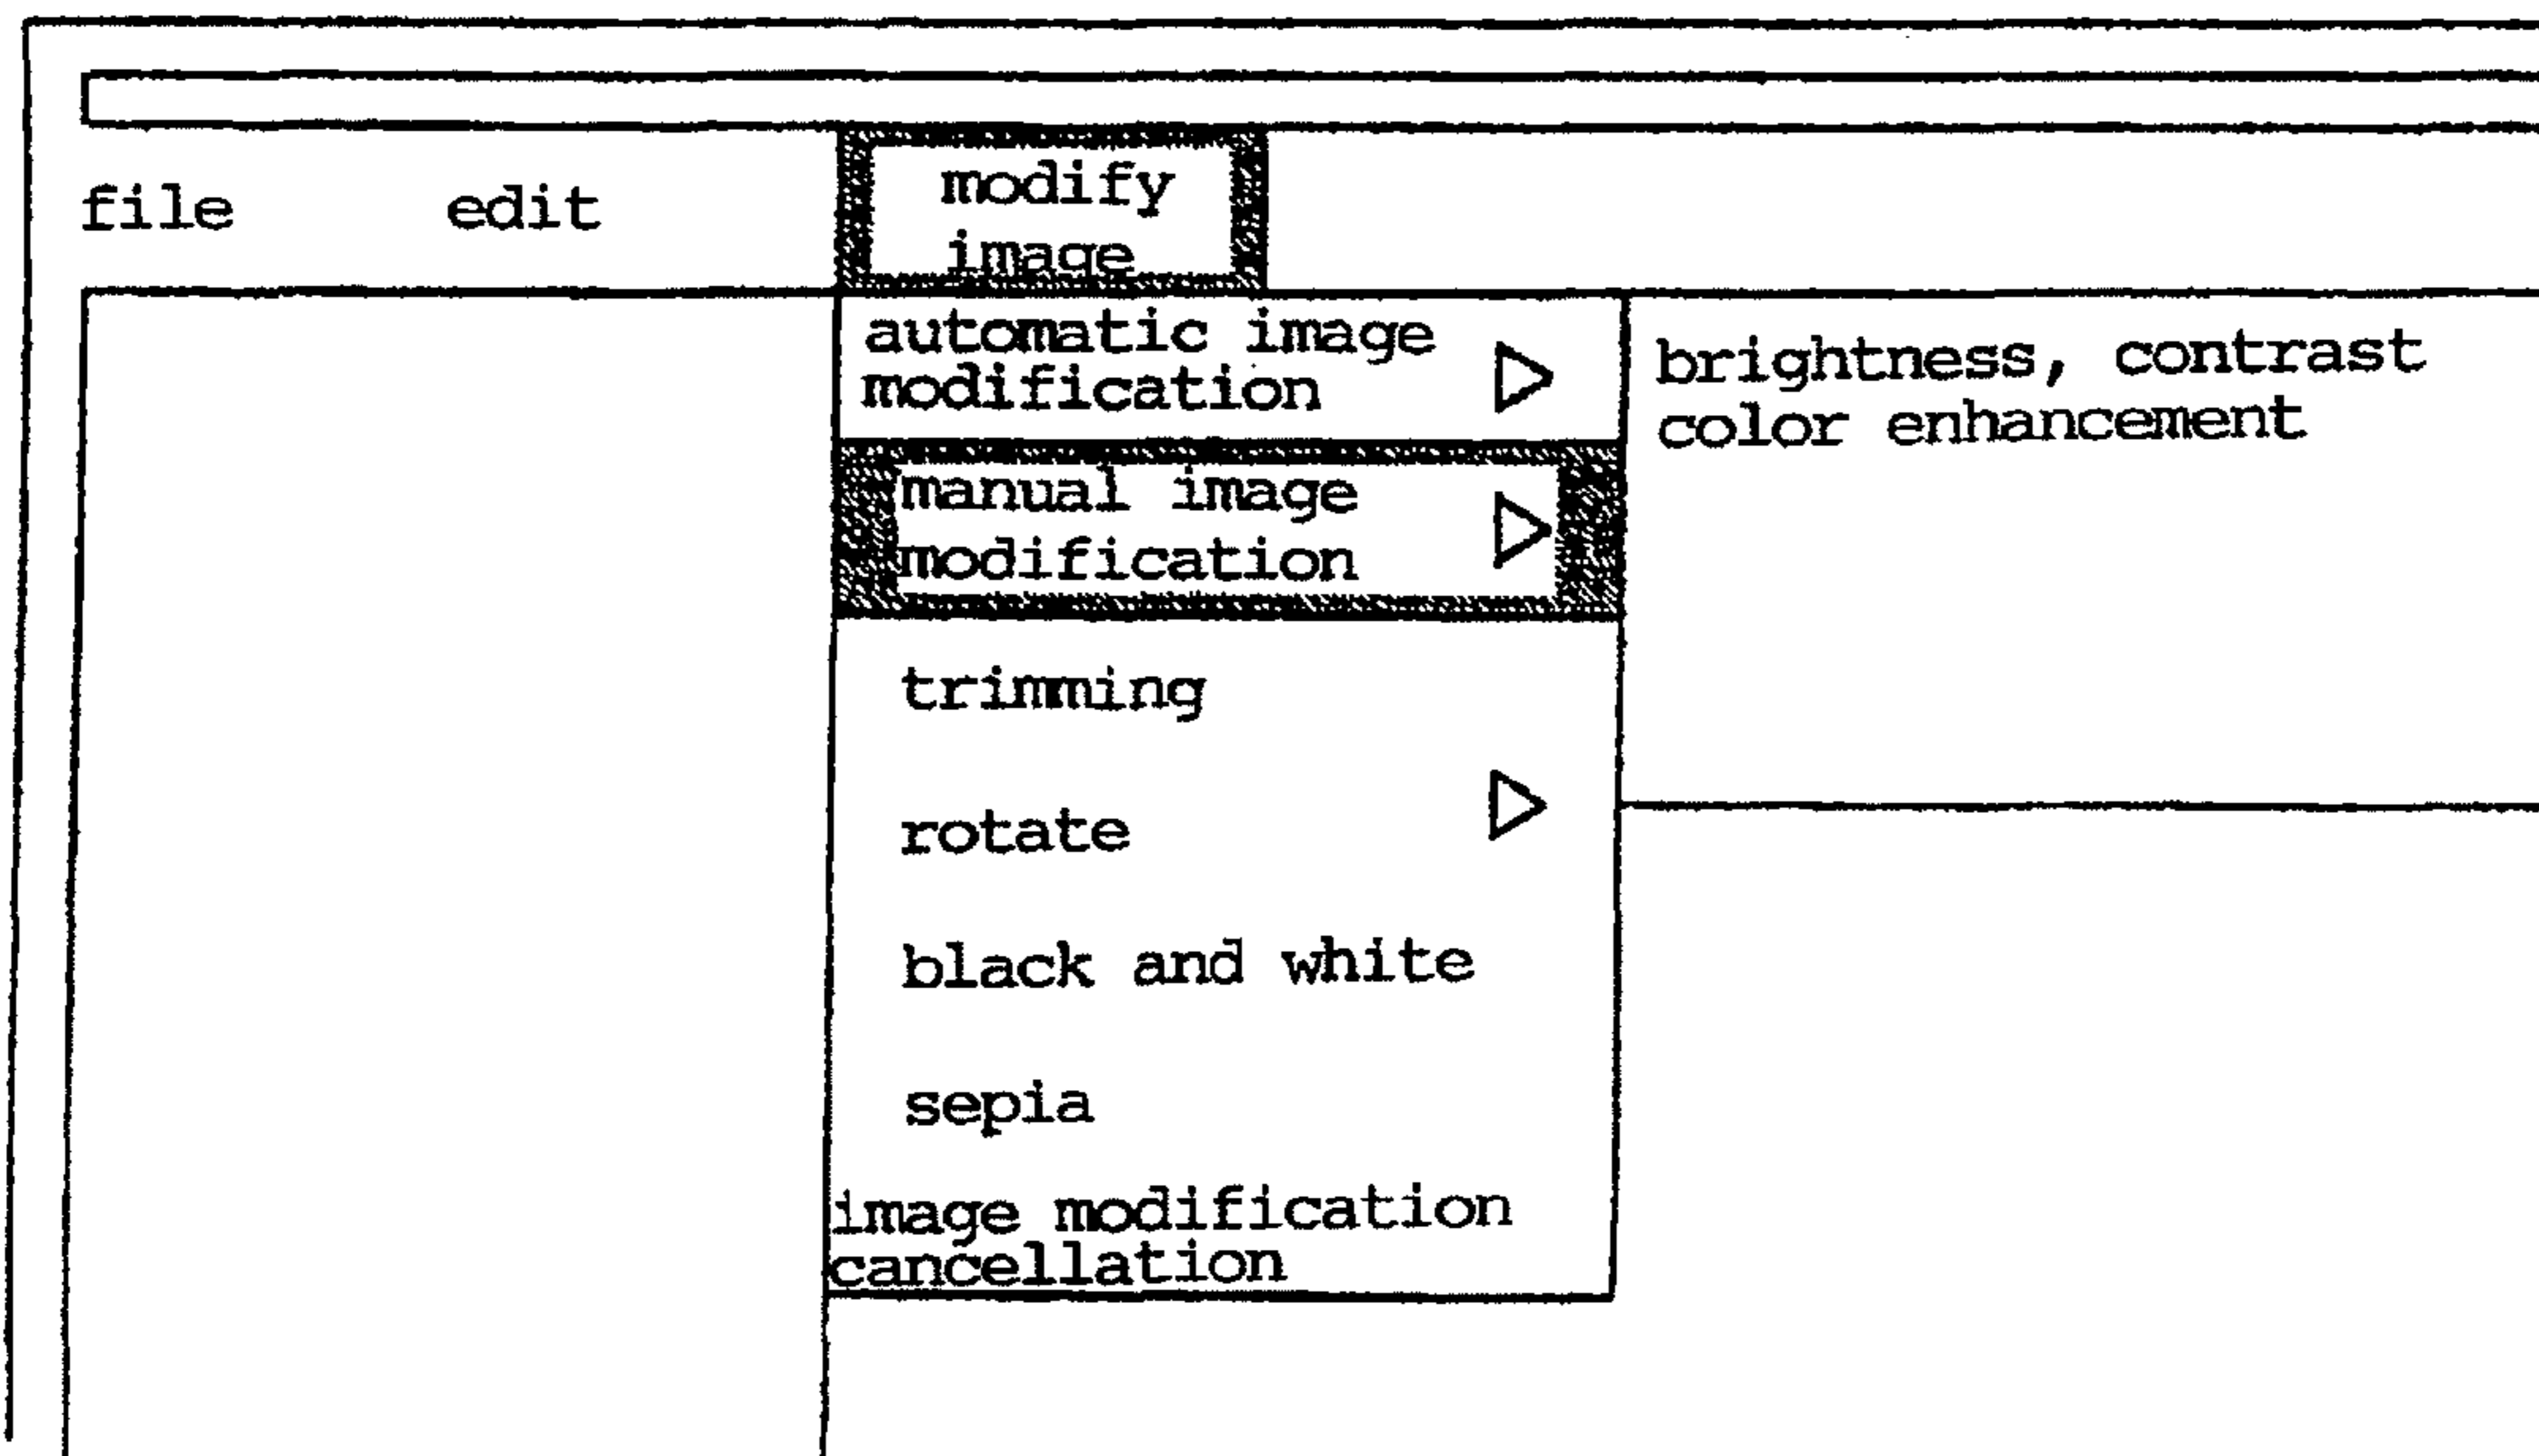 file
edit
modify
image
automatic image
modification
manual image
modification
trimming
rotate
black and white
sepia
image modification
cancellation
brightness, contrast
color enhancement